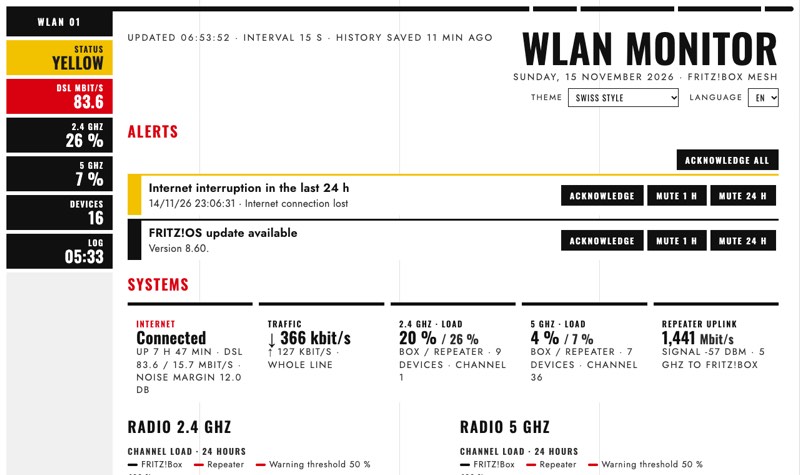 WLAN 01
STATUS
YELLOW
DSL MBIT/S
83.6
2.4 GHZ
26 %
5 GHZ
7 %
DEVICES
16
LOG
05:33
UPDATED 06:53:52 · INTERVAL 15 S · HISTORY SAVED 11 MIN AGO
WLAN MONITOR
SUNDAY, 15 NOVEMBER 2026 · FRITZ!BOX MESH
THEME SWISS STYLE LANGUAGE EN
ALERTS
ACKNOWLEDGE ALL
Internet interruption in the last 24 h
14/11/26 23:06:31 · Internet connection lost
ACKNOWLEDGE MUTE 1 H MUTE 24 H
FRITZ!OS update available
Version 8.60.
ACKNOWLEDGE MUTE 1 H MUTE 24 H
SYSTEMS
INTERNET
Connected
UP 7 H 47 MIN · DSL
83.6 / 15.7 MBIT/S ·
NOISE MARGIN 12.0
DB
TRAFFIC
↓ 366 kbit/s
↑ 127 KBIT/S ·
WHOLE LINE
2.4 GHZ · LOAD
20 % / 26 %
BOX / REPEATER · 9
DEVICES · CHANNEL
1
5 GHZ · LOAD
4 % / 7 %
BOX / REPEATER · 7
DEVICES · CHANNEL
36
REPEATER UPLINK
1,441 Mbit/s
SIGNAL -57 DBM · 5
GHZ TO FRITZ!BOX
RADIO 2.4 GHZ
CHANNEL LOAD · 24 HOURS
FRITZ!Box Repeater Warning threshold 50 %
RADIO 5 GHZ
CHANNEL LOAD · 24 HOURS
FRITZ!Box Repeater Warning threshold 50 %